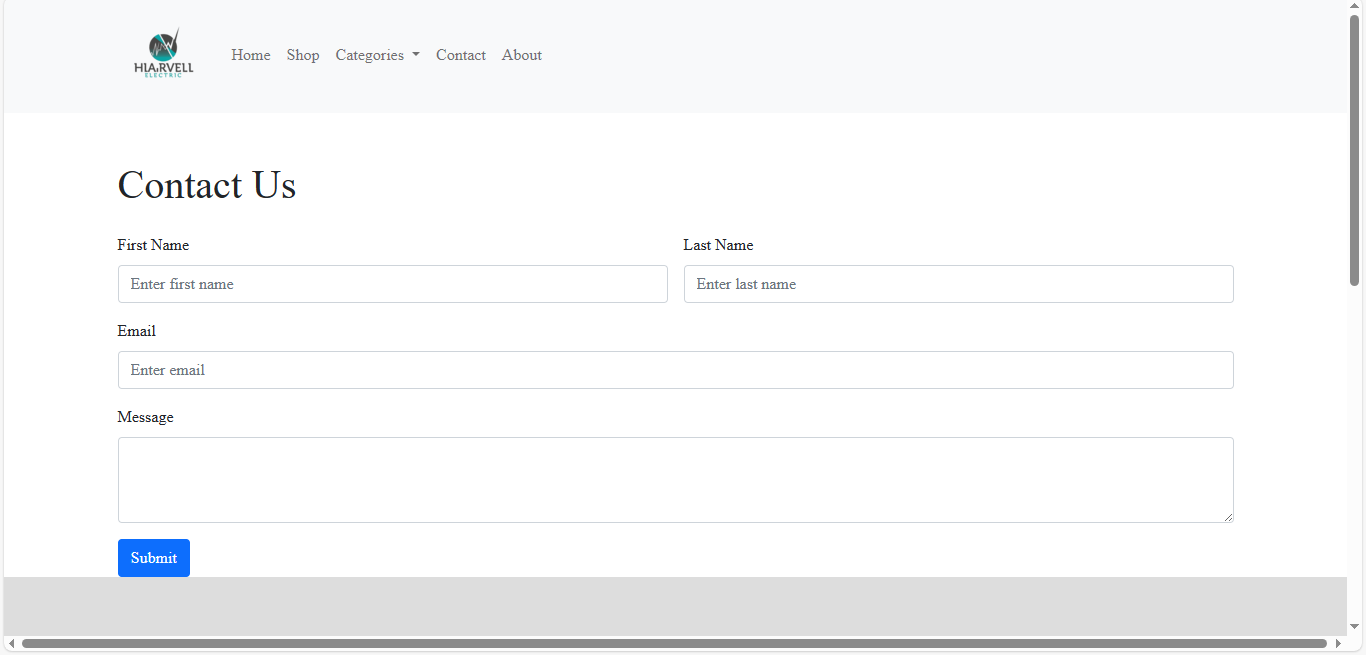 HIARVELL
ELECTRIC
Home Shop Categories Contact About
Contact Us
First Name Last Name
Enter first name Enter last name
Email
Enter email
Message
Submit